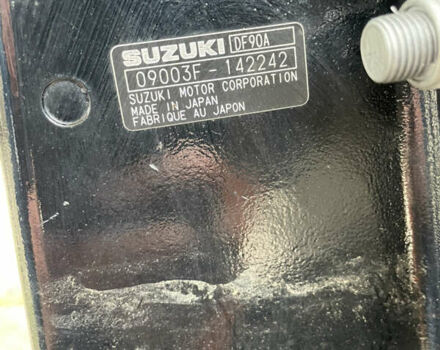 SUZUKI DF90A
09003F-142242
SUZUKI MOTOR CORPORATION
MADE IN JAPAN
FABRIQUE AU JAPON